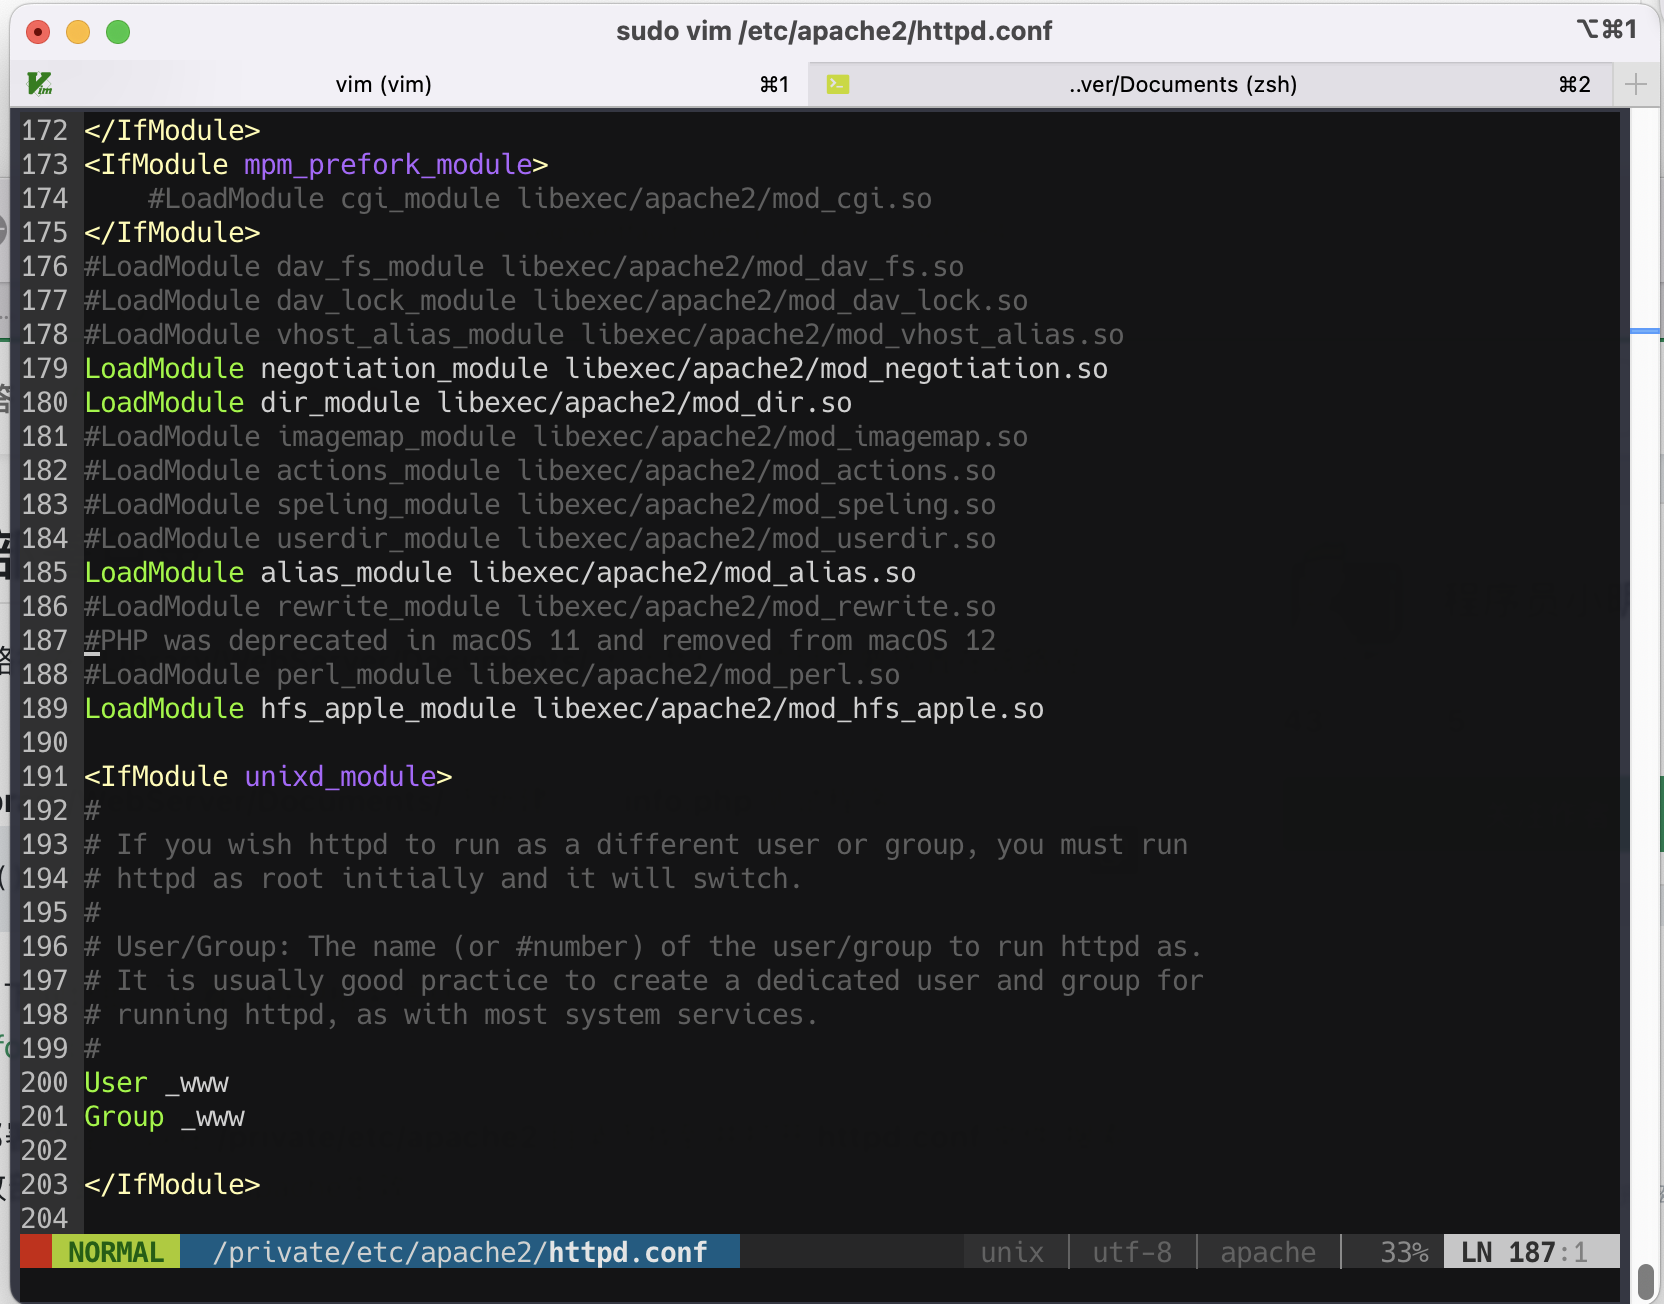 sudo vim /etc/apache2/httpd.conf
⌥⌘1
vim (vim) ⌘1
..ver/Documents (zsh) ⌘2
172 </IfModule>
173 <IfModule mpm_prefork_module>
174     #LoadModule cgi_module libexec/apache2/mod_cgi.so
175 </IfModule>
176 #LoadModule dav_fs_module libexec/apache2/mod_dav_fs.so
177 #LoadModule dav_lock_module libexec/apache2/mod_dav_lock.so
178 #LoadModule vhost_alias_module libexec/apache2/mod_vhost_alias.so
179 LoadModule negotiation_module libexec/apache2/mod_negotiation.so
180 LoadModule dir_module libexec/apache2/mod_dir.so
181 #LoadModule imagemap_module libexec/apache2/mod_imagemap.so
182 #LoadModule actions_module libexec/apache2/mod_actions.so
183 #LoadModule speling_module libexec/apache2/mod_speling.so
184 #LoadModule userdir_module libexec/apache2/mod_userdir.so
185 LoadModule alias_module libexec/apache2/mod_alias.so
186 #LoadModule rewrite_module libexec/apache2/mod_rewrite.so
187 #PHP was deprecated in macOS 11 and removed from macOS 12
188 #LoadModule perl_module libexec/apache2/mod_perl.so
189 LoadModule hfs_apple_module libexec/apache2/mod_hfs_apple.so
190
191 <IfModule unixd_module>
192 #
193 # If you wish httpd to run as a different user or group, you must run
194 # httpd as root initially and it will switch.
195 #
196 # User/Group: The name (or #number) of the user/group to run httpd as.
197 # It is usually good practice to create a dedicated user and group for
198 # running httpd, as with most system services.
199 #
200 User _www
201 Group _www
202
203 </IfModule>
204
NORMAL /private/etc/apache2/httpd.conf unix utf-8 apache 33% LN 187:1